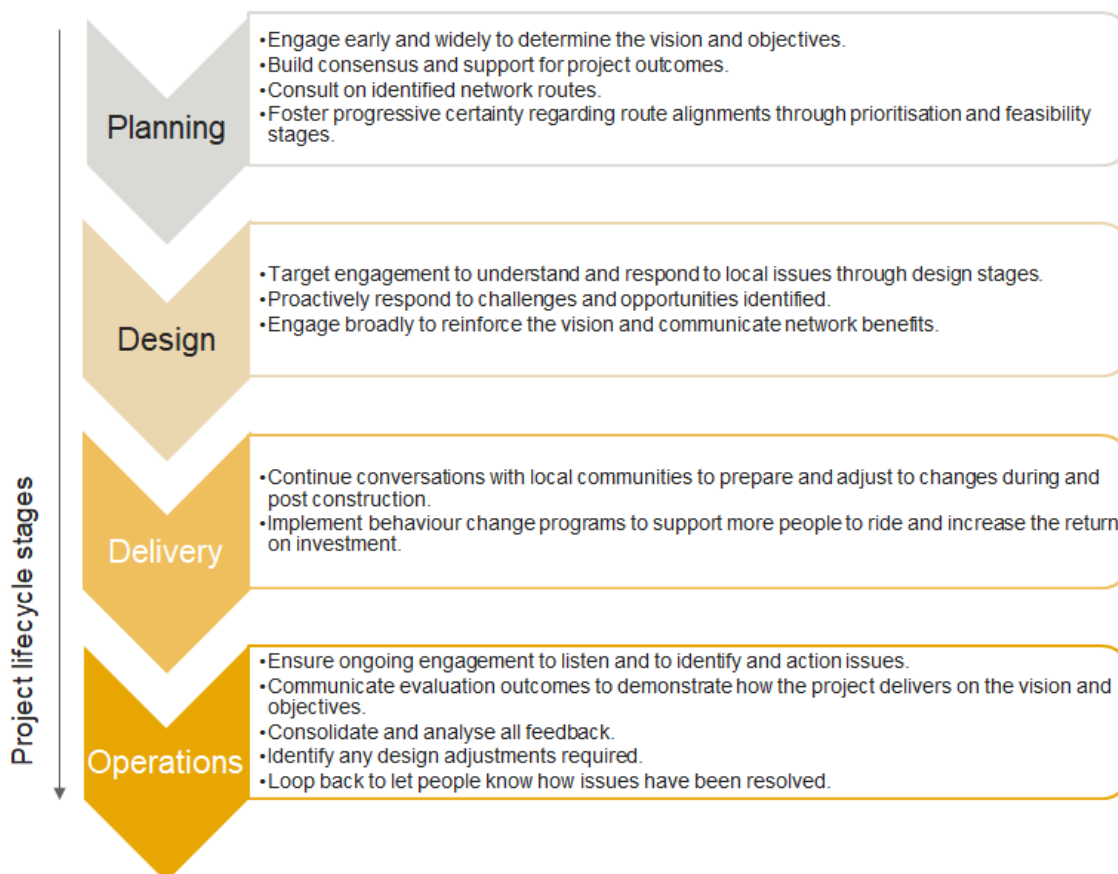 Project lifecycle stages
Planning
•Engage early and widely to determine the vision and objectives.
•Build consensus and support for project outcomes.
•Consult on identified network routes.
•Foster progressive certainty regarding route alignments through prioritisation and feasibility
stages.
Design
•Target engagement to understand and respond to local issues through design stages.
•Proactively respond to challenges and opportunities identified.
•Engage broadly to reinforce the vision and communicate network benefits.
Delivery
•Continue conversations with local communities to prepare and adjust to changes during and
post construction.
•Implement behaviour change programs to support more people to ride and increase the return
on investment.
Operations
•Ensure ongoing engagement to listen and to identify and action issues.
•Communicate evaluation outcomes to demonstrate how the project delivers on the vision and
objectives.
•Consolidate and analyse all feedback.
•Identify any design adjustments required.
•Loop back to let people know how issues have been resolved.